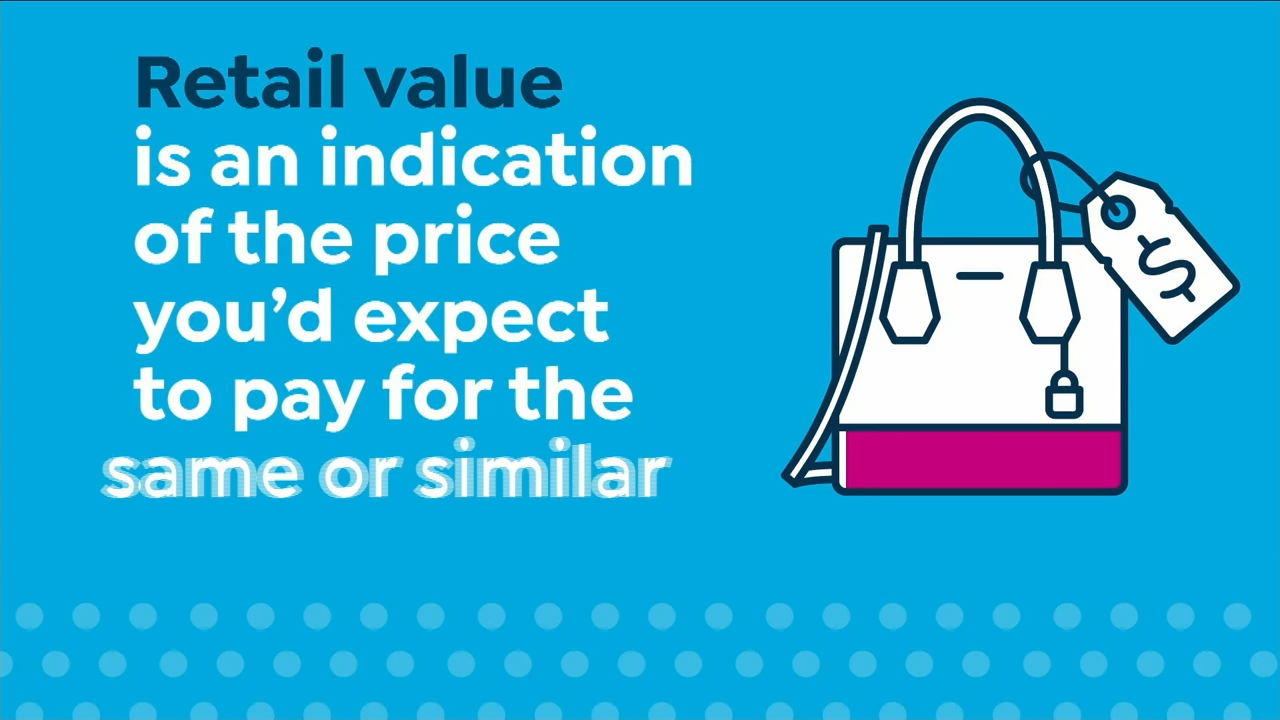 Retail value
is an indication
of the price
you’d expect
to pay for the
same or similar
$